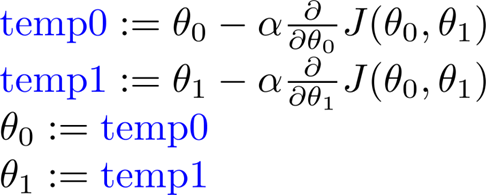 temp0 := θ₀ − α ∂/∂θ₀ J(θ₀, θ₁)
temp1 := θ₁ − α ∂/∂θ₁ J(θ₀, θ₁)
θ₀ := temp0
θ₁ := temp1